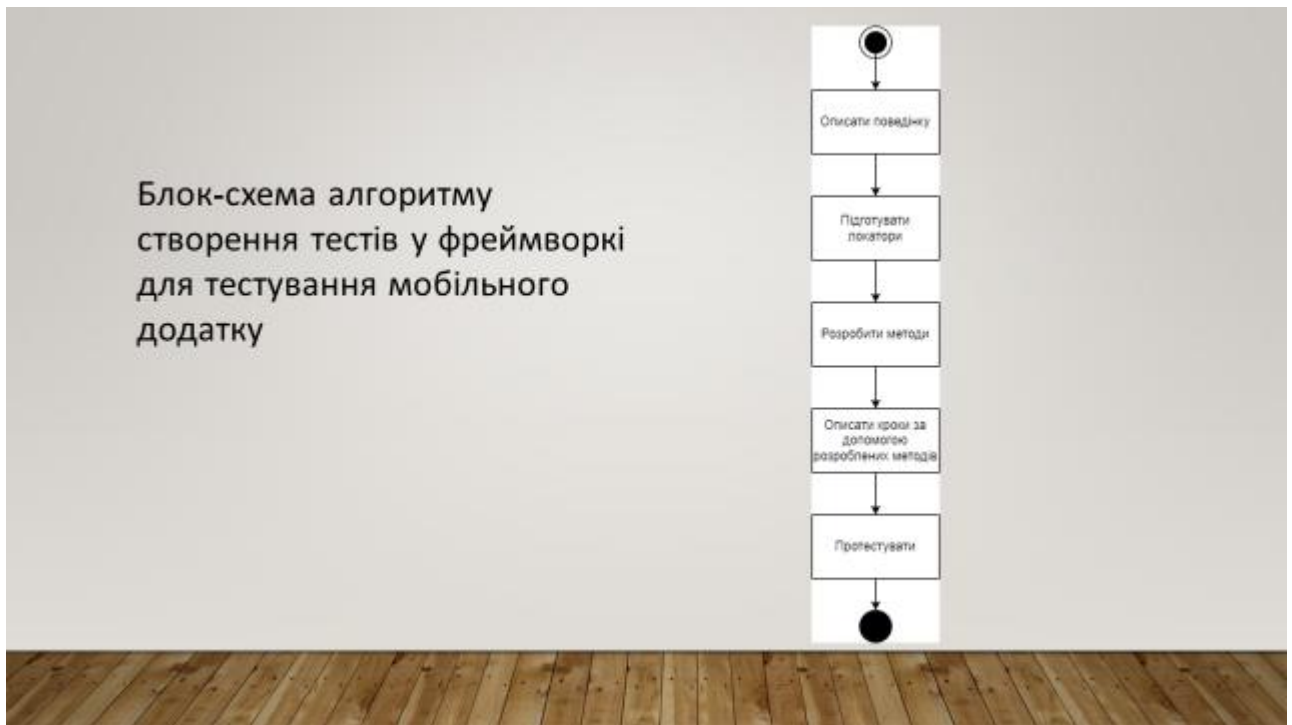 Блок-схема алгоритму
створення тестів у фреймворкі
для тестування мобільного
додатку
Описати поведінку
Підготувати
локатори
Розробити методи
Описати кроки за
допомогою
розроблених методів
Протестувати